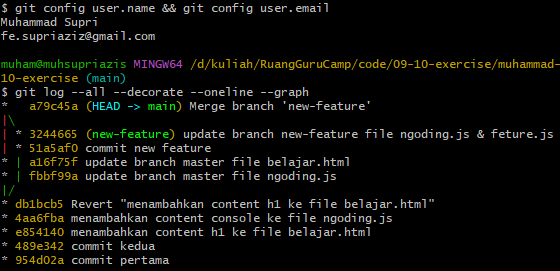 $ git config user.name && git config user.email
Muhammad Supri
fe.supriaziz@gmail.com
muham@muhsupriazis MINGW64 /d/kuliah/RuangGuruCamp/code/09-10-exercise/muhammad-
10-exercise (main)
$ git log --all --decorate --oneline --graph
*   a79c45a (HEAD -> main) Merge branch 'new-feature'
|\
| * 3244665 (new-feature) update branch new-feature file ngoding.js & feture.js
| * 51a5af0 commit new feature
* | a16f75f update branch master file belajar.html
* | fbbf99a update branch master file ngoding.js
|/
* db1bcb5 Revert "menambahkan content h1 ke file belajar.html"
* 4aa6fba menambahkan content console ke file ngoding.js
* e854140 menambahkan content h1 ke file belajar.html
* 489e342 commit kedua
* 954d02a commit pertama